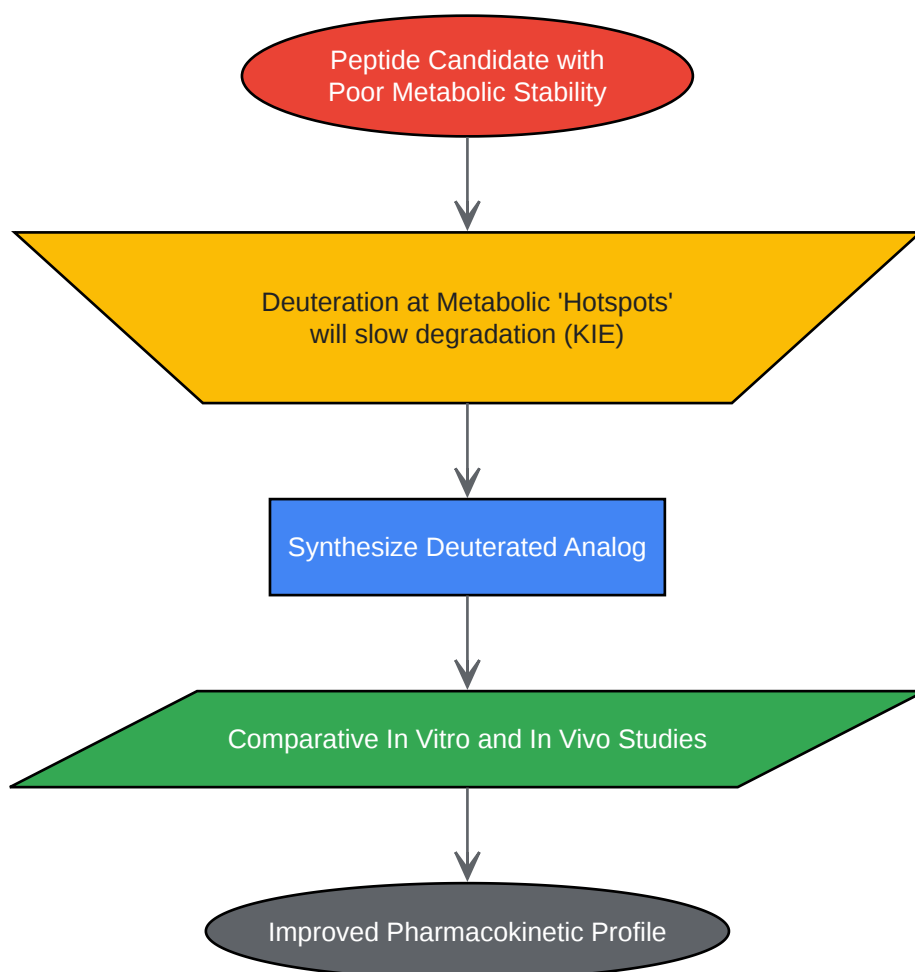 Peptide Candidate with
Poor Metabolic Stability
Deuteration at Metabolic 'Hotspots'
will slow degradation (KIE)
Synthesize Deuterated Analog
Comparative In Vitro and In Vivo Studies
Improved Pharmacokinetic Profile